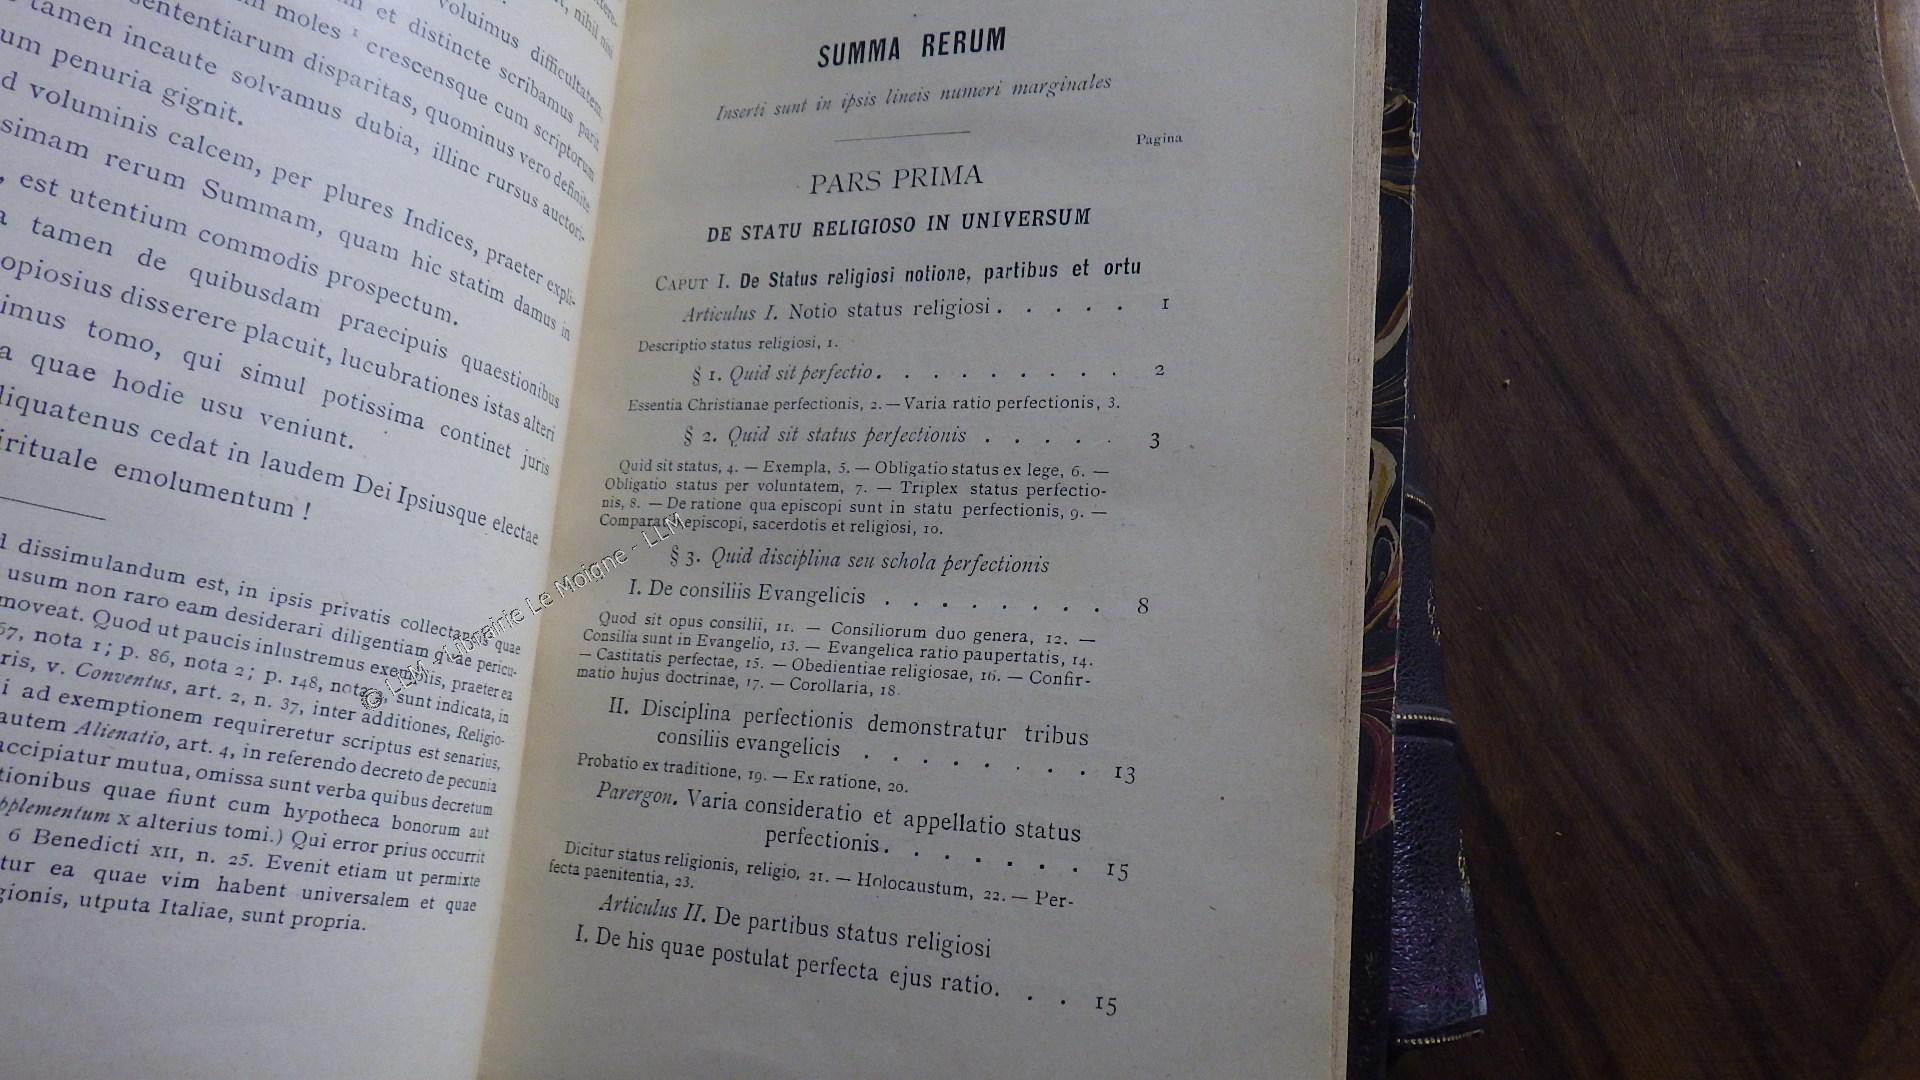 voluimus difficultatem,
et distincte scribamus parit
moles ¹ crescensque cum scriptorum
sententiarum disparitas, quominus vero definite
tamen incaute solvamus dubia, illinc rursus auctori-
um penuria gignit.
d voluminis calcem, per plures Indices, praeter expli-
simam rerum Summam, quam hic statim damus in
, est utentium commodis prospectum.
a tamen de quibusdam praecipuis quaestionibus
opiosius disserere placuit, lucubrationes istas alteri
imus tomo, qui simul potissima continet juris
a quae hodie usu veniunt.
liquatenus cedat in laudem Dei Ipsiusque electae
irituale emolumentum !
dissimulandum est, in ipsis privatis collectaneis quae
usum non raro eam desiderari diligentiam quae pericu-
moveat. Quod ut paucis inlustremus exemplis, praeter ea
67, nota 1; p. 86, nota 2; p. 148, nota 3, sunt indicata, in
ris, v. Conventus, art. 2, n. 37, inter additiones, Religio-
i ad exemptionem requireretur scriptus est senarius,
autem Alienatio, art. 4, in referendo decreto de pecunia
accipiatur mutua, omissa sunt verba quibus decretum
tionibus quae fiunt cum hypotheca bonorum aut
pplementum x alterius tomi.) Qui error prius occurrit
6 Benedicti XII, n. 25. Evenit etiam ut permixte
tur ea quae vim habent universalem et quae
gionis, utputa Italiae, sunt propria.
SUMMA RERUM
Inserti sunt in ipsis lineis numeri marginales
Pagina
PARS PRIMA
DE STATU RELIGIOSO IN UNIVERSUM
CAPUT I. De Status religiosi notione, partibus et ortu
Articulus I. Notio status religiosi . . . . . 1
Descriptio status religiosi, 1.
§ 1. Quid sit perfectio . . . . . . . . . 2
Essentia Christianae perfectionis, 2. — Varia ratio perfectionis, 3.
§ 2. Quid sit status perfectionis . . . . . 3
Quid sit status, 4. — Exempla, 5. — Obligatio status ex lege, 6. —
Obligatio status per voluntatem, 7. — Triplex status perfectio-
nis, 8. — De ratione qua episcopi sunt in statu perfectionis, 9. —
Comparatio episcopi, sacerdotis et religiosi, 10.
§ 3. Quid disciplina seu schola perfectionis
I. De consiliis Evangelicis . . . . . . . . 8
Quod sit opus consilii, 11. — Consiliorum duo genera, 12. —
Consilia sunt in Evangelio, 13. — Evangelica ratio paupertatis, 14.
— Castitatis perfectae, 15. — Obedientiae religiosae, 16. — Confir-
matio hujus doctrinae, 17. — Corollaria, 18
II. Disciplina perfectionis demonstratur tribus
consiliis evangelicis . . . . . . . . 13
Probatio ex traditione, 19. — Ex ratione, 20.
Parergon. Varia consideratio et appellatio status
perfectionis . . . . . . . 15
Dicitur status religionis, religio, 21. — Holocaustum, 22. — Per-
fecta paenitentia, 23.
Articulus II. De partibus status religiosi
I. De his quae postulat perfecta ejus ratio. . . 15
© LLM - Librairie Le Moigne - LLM